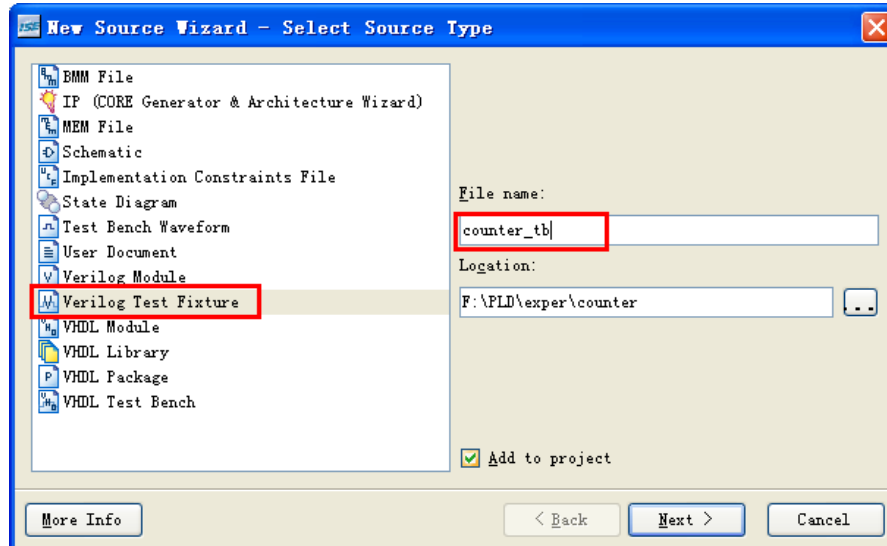 ISE New Source Wizard - Select Source Type
BMM File
IP (CORE Generator & Architecture Wizard)
MEM File
Schematic
Implementation Constraints File
State Diagram
Test Bench Waveform
User Document
Verilog Module
Verilog Test Fixture
VHDL Module
VHDL Library
VHDL Package
VHDL Test Bench
File name:
counter_tb
Location:
F:\PLD\exper\counter
...
Add to project
More Info
< Back
Next >
Cancel